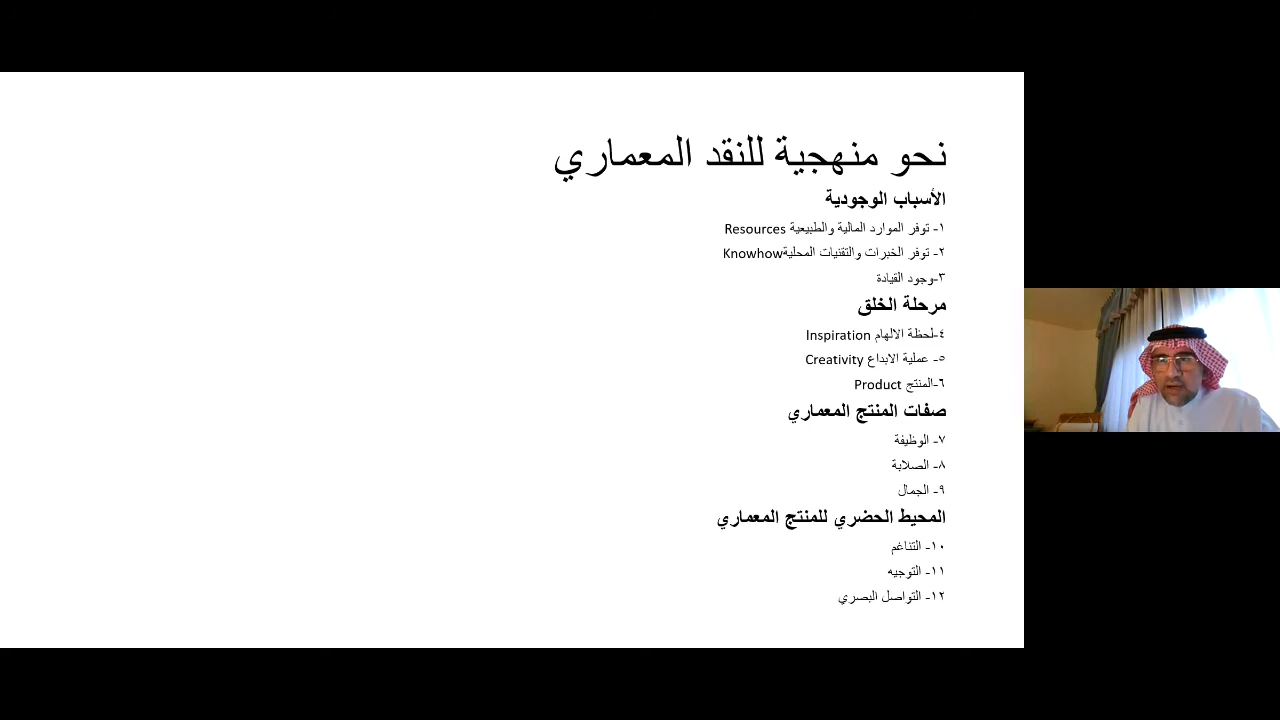 نحو منهجية للنقد المعماري
الأسباب الوجودية
١- توفر الموارد المالية والطبيعية Resources
٢- توفر الخبرات والتقنيات المحليةKnowhow
٣-وجود القيادة
مرحلة الخلق
٤-لحظة الالهام Inspiration
٥- عملية الابداع Creativity
٦-المنتج Product
صفات المنتج المعماري
٧- الوظيفة
٨- الصلابة
٩- الجمال
المحيط الحضري للمنتج المعماري
١٠- التناغم
١١- التوجيه
١٢- التواصل البصري